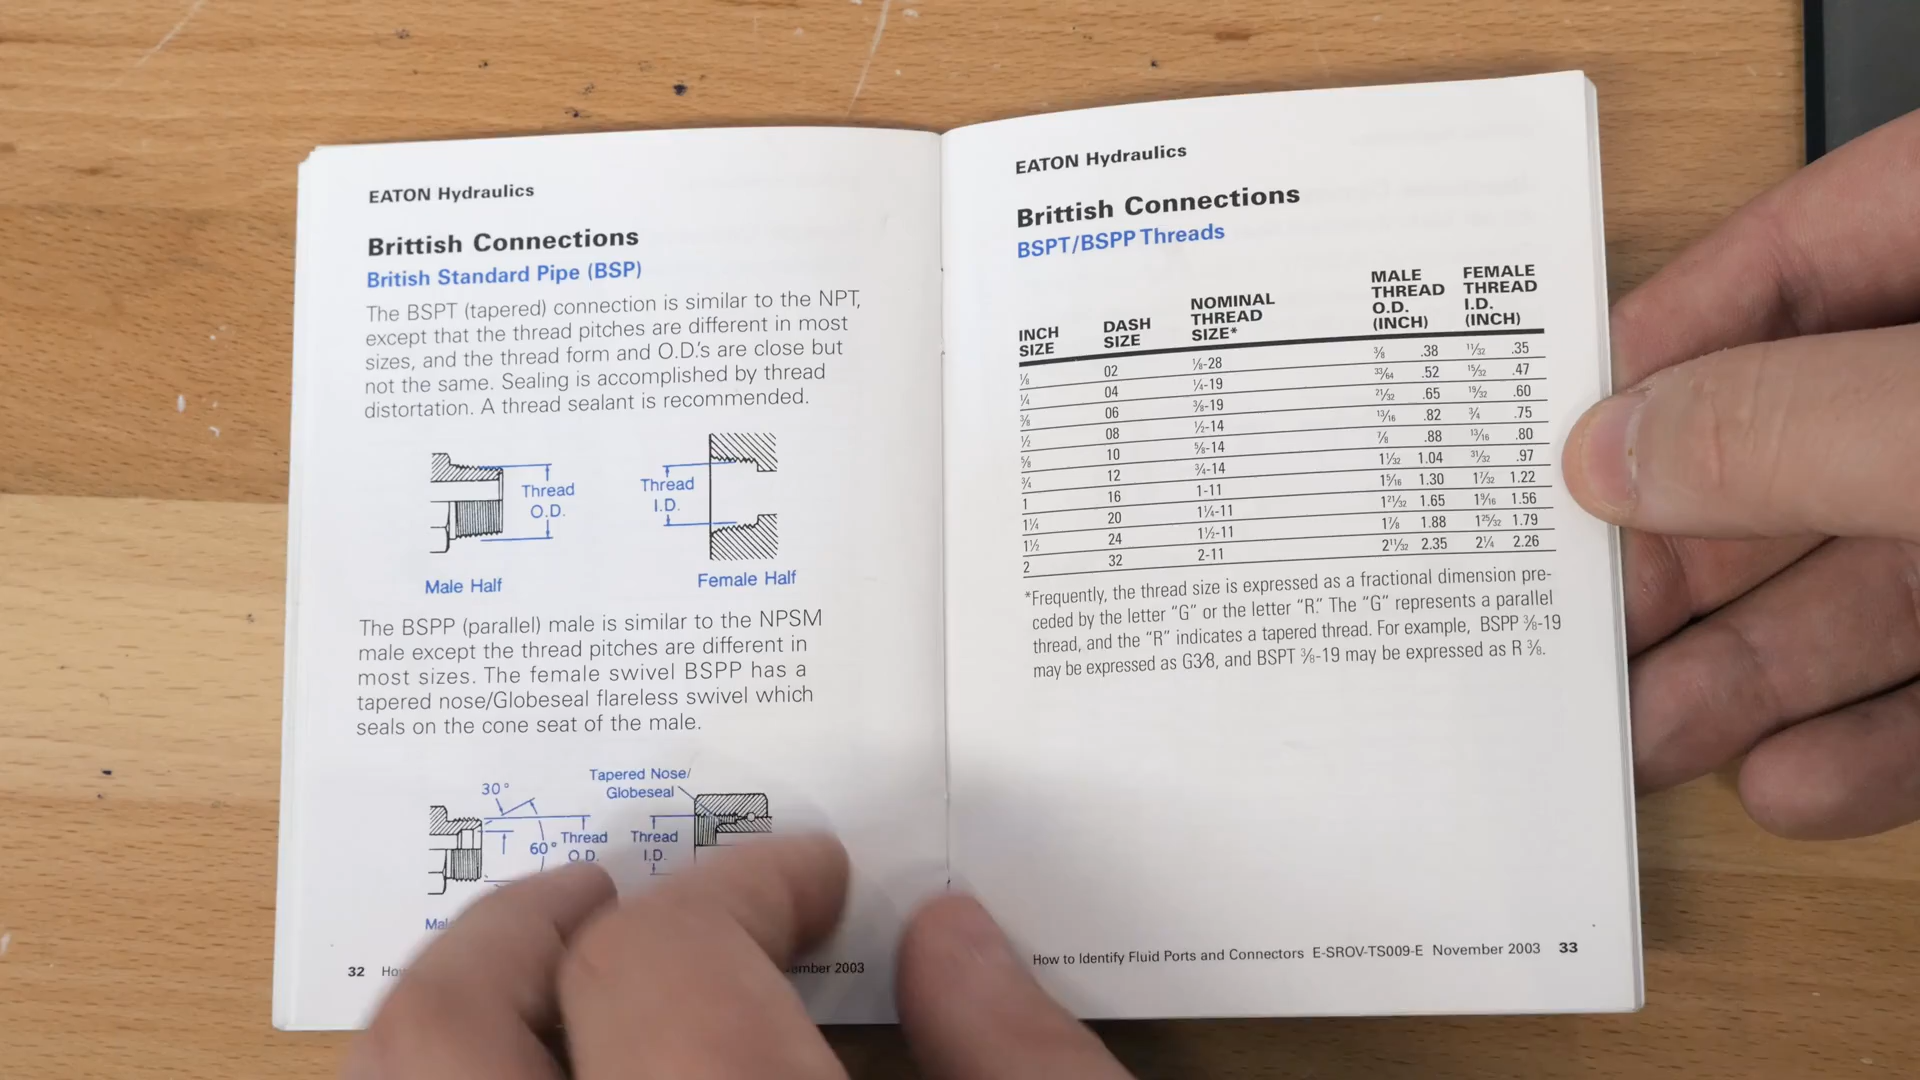 EATON Hydraulics
Brittish Connections
British Standard Pipe (BSP)
The BSPT (tapered) connection is similar to the NPT,
except that the thread pitches are different in most
sizes, and the thread form and O.D.'s are close but
not the same. Sealing is accomplished by thread
distortation. A thread sealant is recommended.
Thread
O.D.
Thread
I.D.
Male Half
Female Half
The BSPP (parallel) male is similar to the NPSM
male except the thread pitches are different in
most sizes. The female swivel BSPP has a
tapered nose/Globeseal flareless swivel which
seals on the cone seat of the male.
Tapered Nose/
Globeseal
30°
60°
Thread
O.D.
Thread
I.D.
32
2003
EATON Hydraulics
Brittish Connections
BSPT/BSPP Threads
INCH SIZE DASH SIZE NOMINAL THREAD SIZE* MALE THREAD O.D. (INCH) FEMALE THREAD I.D. (INCH)
⅛ 02 ⅛-28 ⅜ .38 11/32 .35
¼ 04 ¼-19 33/64 .52 15/32 .47
⅜ 06 ⅜-19 21/32 .65 19/32 .60
½ 08 ½-14 13/16 .82 ¾ .75
⅝ 10 ⅝-14 ⅞ .88 13/16 .80
¾ 12 ¾-14 1 1/32 1.04 31/32 .97
1 16 1-11 1 5/16 1.30 1 7/32 1.22
1¼ 20 1¼-11 1 21/32 1.65 1 9/16 1.56
1½ 24 1½-11 1⅞ 1.88 1 25/32 1.79
2 32 2-11 2 11/32 2.35 2¼ 2.26
*Frequently, the thread size is expressed as a fractional dimension pre-
ceded by the letter "G" or the letter "R." The "G" represents a parallel
thread, and the "R" indicates a tapered thread. For example, BSPP ⅜-19
may be expressed as G3⁄8, and BSPT ⅜-19 may be expressed as R ⅜.
How to Identify Fluid Ports and Connectors E-SROV-TS009-E November 2003 33